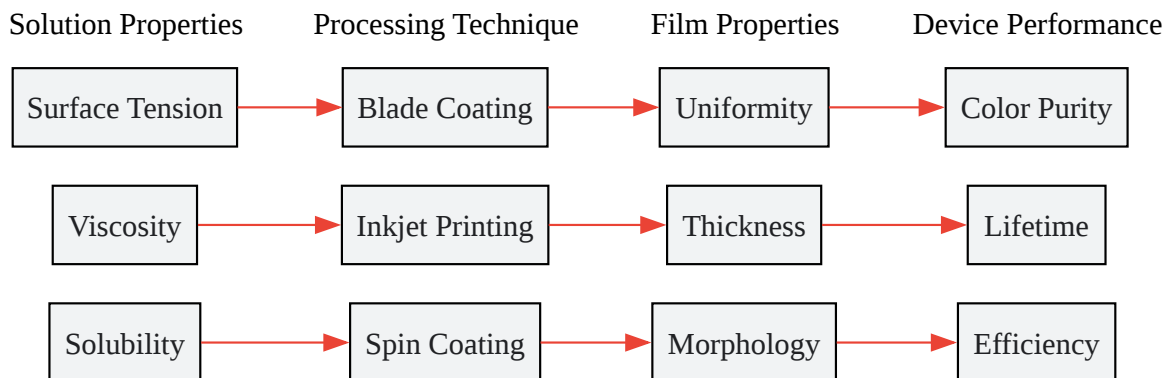 Solution Properties Processing Technique Film Properties Device Performance
Surface Tension Blade Coating Uniformity Color Purity
Viscosity Inkjet Printing Thickness Lifetime
Solubility Spin Coating Morphology Efficiency